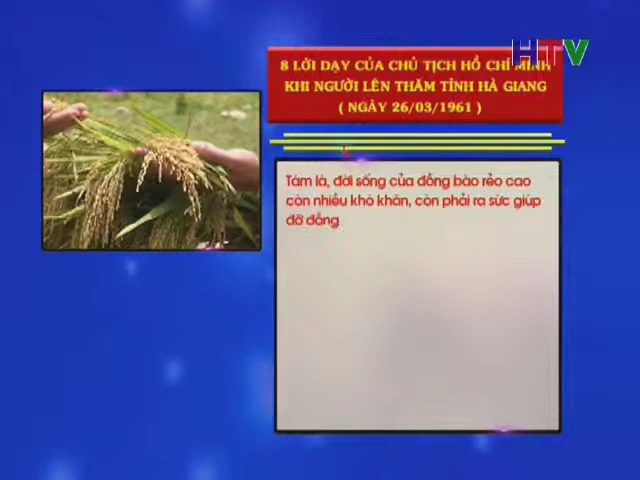 HTV
8 LỜI DẠY CỦA CHỦ TỊCH HỒ CHÍ MINH
KHI NGƯỜI LÊN THĂM TỈNH HÀ GIANG
( NGÀY 26/03/1961 )
Tám là, đời sống của đồng bào rẻo cao
còn nhiều khó khăn, còn phải ra sức giúp
đỡ đồng